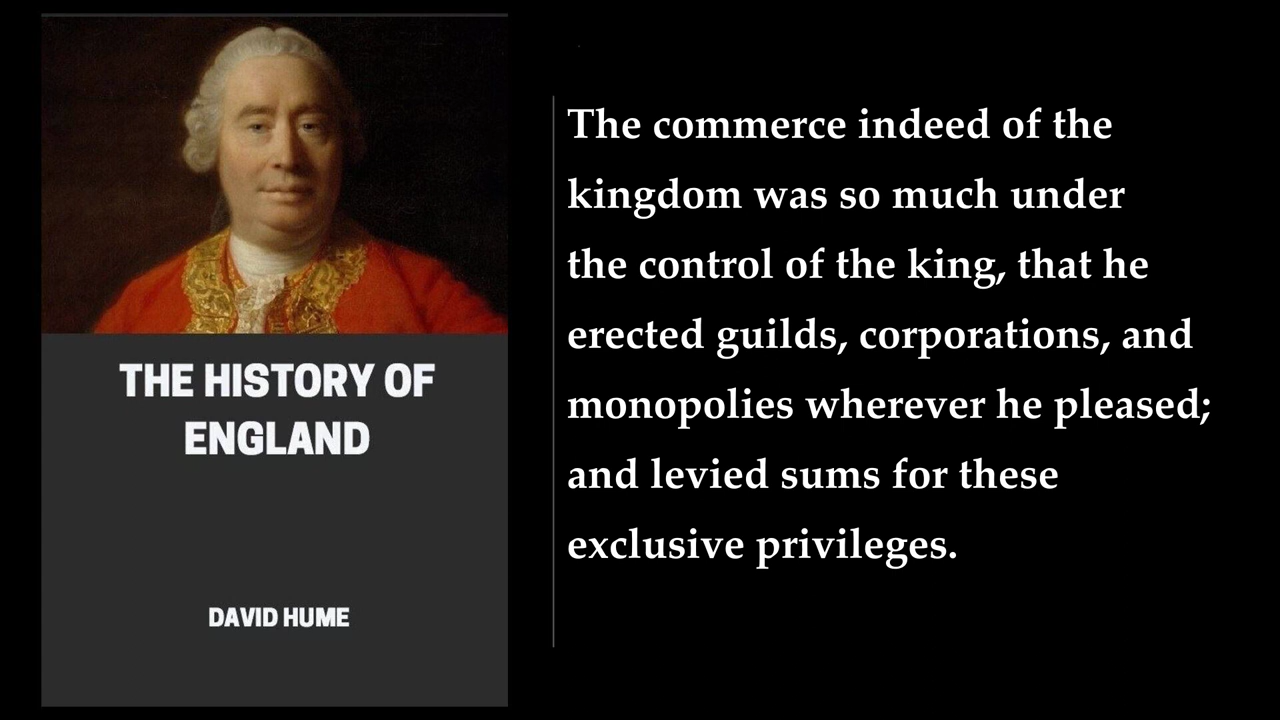 THE HISTORY OF
ENGLAND
DAVID HUME
The commerce indeed of the
kingdom was so much under
the control of the king, that he
erected guilds, corporations, and
monopolies wherever he pleased;
and levied sums for these
exclusive privileges.